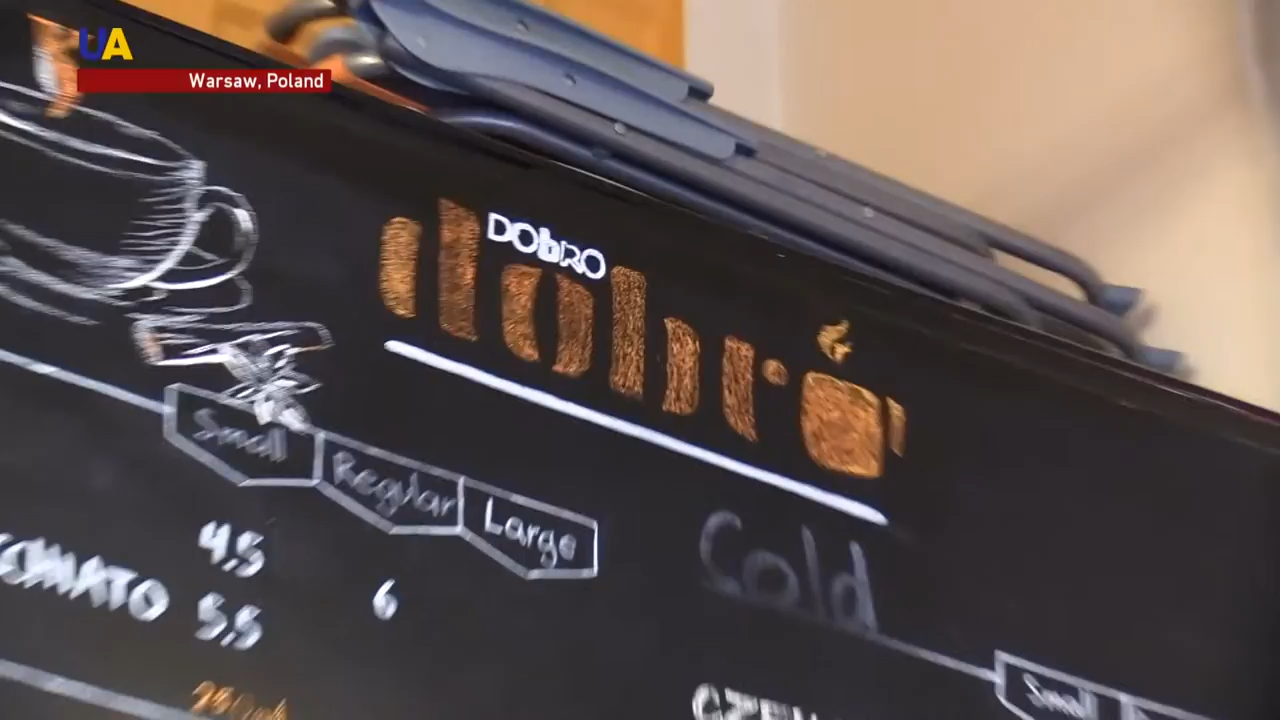 UA
Warsaw, Poland
DOBRO
dobro
Small Regular Large
4,5
5,5 6
Cold
Small